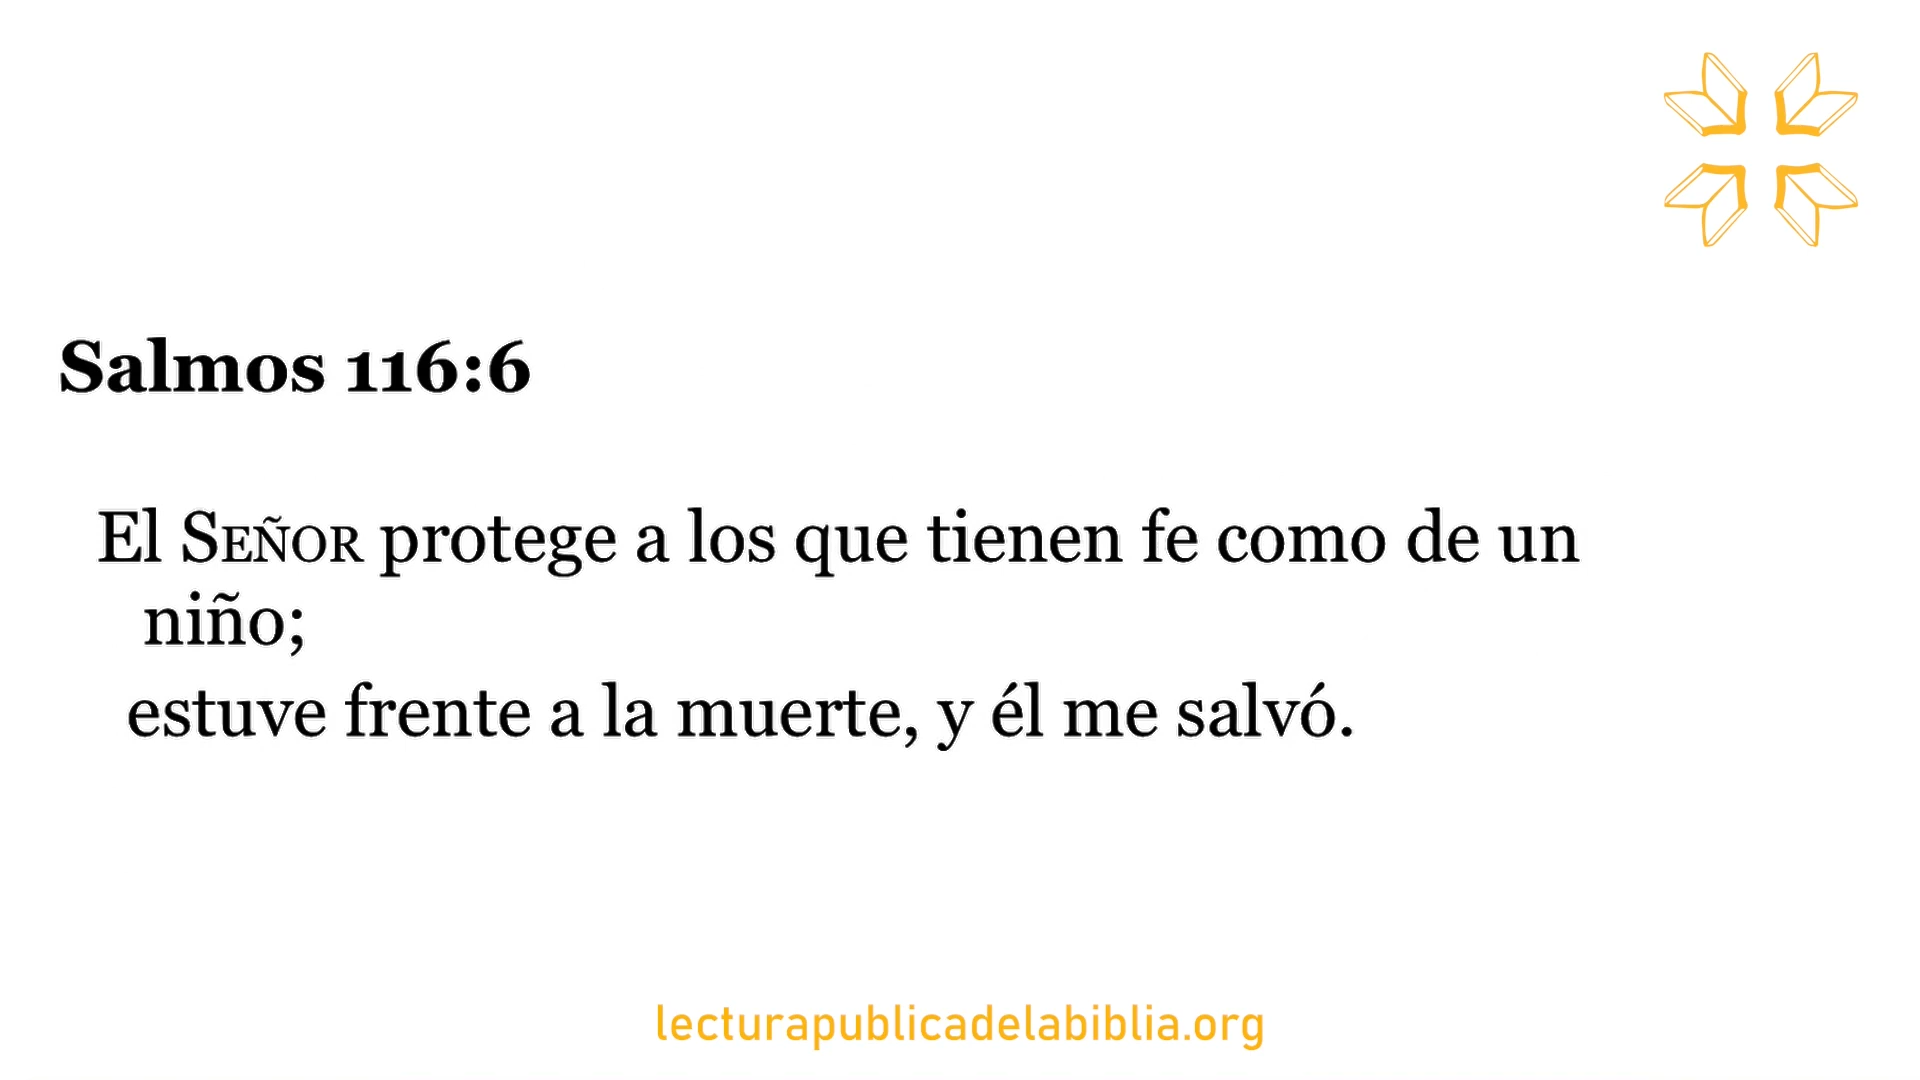 Salmos 116:6
El SEÑOR protege a los que tienen fe como de un
niño;
estuve frente a la muerte, y él me salvó.
lecturapublicadelabiblia.org